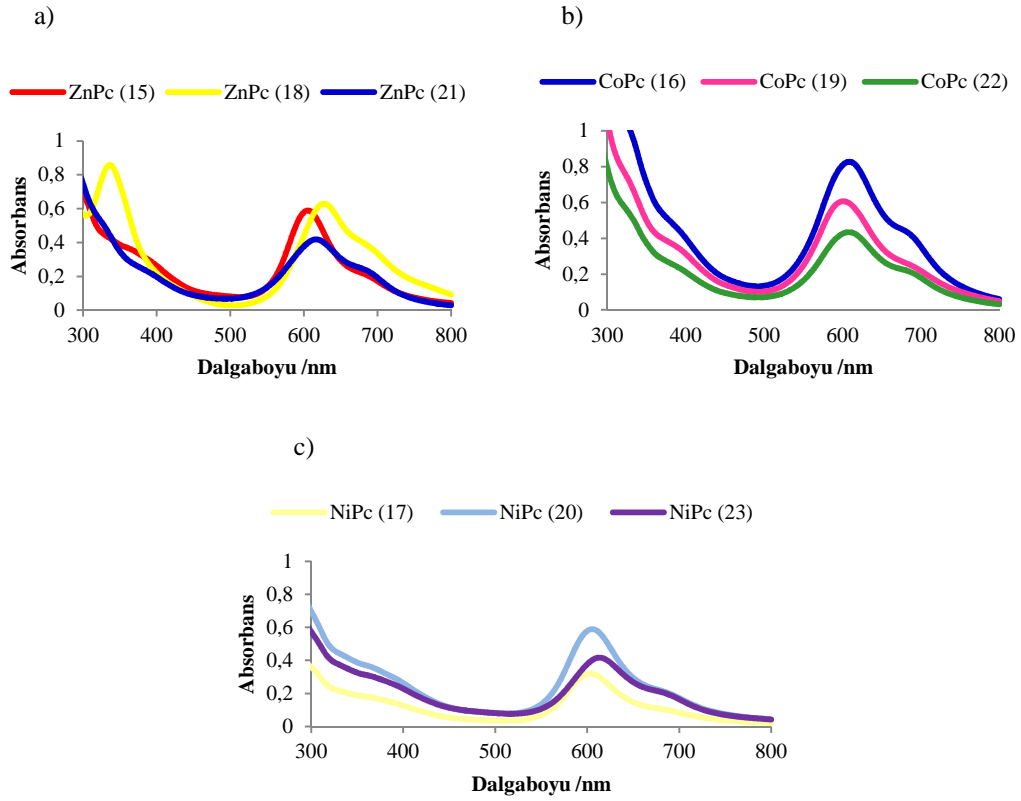 a)
ZnPc (15) ZnPc (18) ZnPc (21)
1
0,8
0,6
0,4
0,2
0
Absorbans
300 400 500 600 700 800
Dalgaboyu /nm
b)
CoPc (16) CoPc (19) CoPc (22)
1
0,8
0,6
0,4
0,2
0
Absorbans
300 400 500 600 700 800
Dalgaboyu /nm
c)
NiPc (17) NiPc (20) NiPc (23)
1
0,8
0,6
0,4
0,2
0
Absorbans
300 400 500 600 700 800
Dalgaboyu /nm